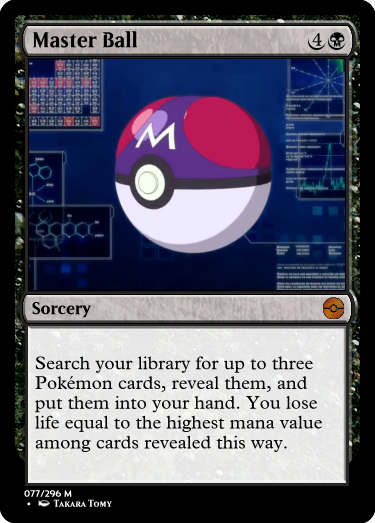 Master Ball 4
M
Sorcery
Search your library for up to three
Pokémon cards, reveal them, and
put them into your hand. You lose
life equal to the highest mana value
among cards revealed this way.
077/296 M
• TAKARA TOMY